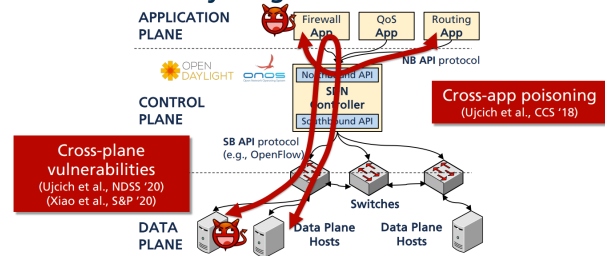 APPLICATION
PLANE
Firewall
App
QoS
App
Routing
App
NB API protocol
OPEN
DAYLIGHT
onos
Northbound API
SDN
Controller
Southbound API
CONTROL
PLANE
Cross-app poisoning
(Ujcich et al., CCS '18)
SB API protocol
(e.g., OpenFlow)
Cross-plane
vulnerabilities
(Ujcich et al., NDSS '20)
(Xiao et al., S&P '20)
Switches
DATA
PLANE
Data Plane
Hosts
Data Plane
Hosts